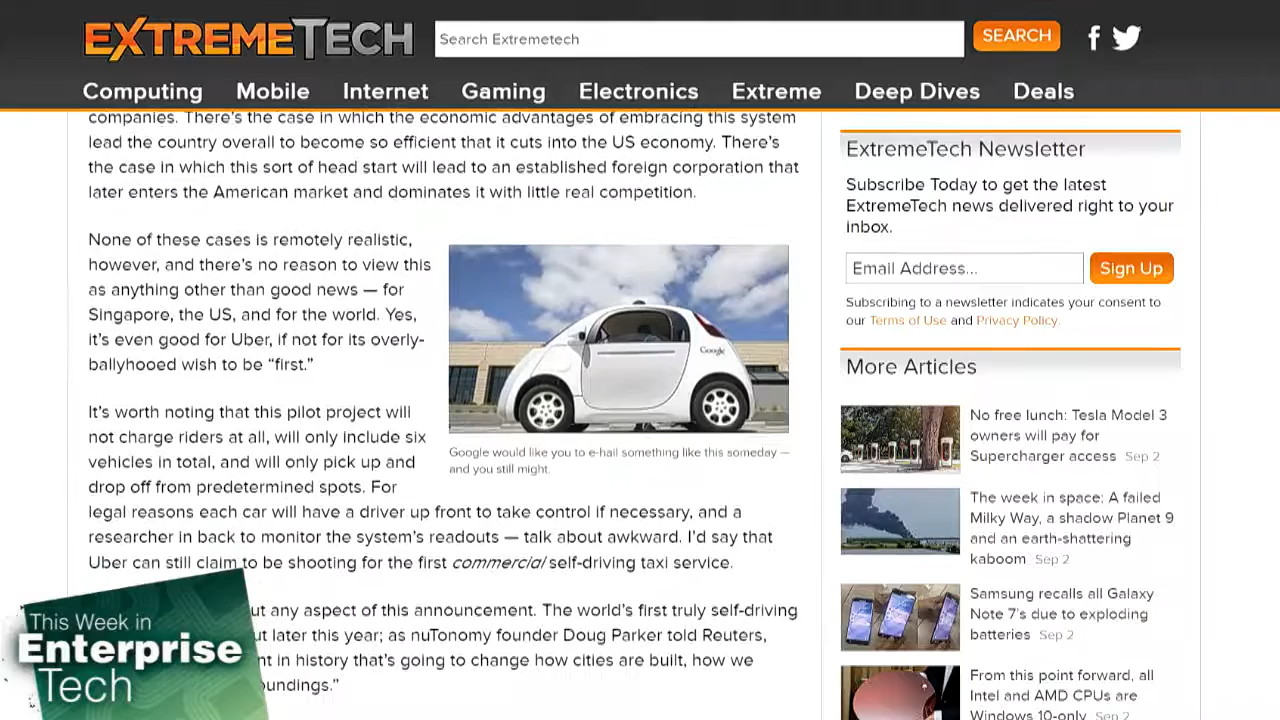 EXTREMETECH
Search Extremetech
SEARCH
Computing Mobile Internet Gaming Electronics Extreme Deep Dives Deals
companies. There's the case in which the economic advantages of embracing this system
lead the country overall to become so efficient that it cuts into the US economy. There's
the case in which this sort of head start will lead to an established foreign corporation that
later enters the American market and dominates it with little real competition.
None of these cases is remotely realistic,
however, and there's no reason to view this
as anything other than good news — for
Singapore, the US, and for the world. Yes,
it's even good for Uber, if not for its overly-
ballyhooed wish to be “first.”
Google
Google would like you to e-hail something like this someday —
and you still might.
It's worth noting that this pilot project will
not charge riders at all, will only include six
vehicles in total, and will only pick up and
drop off from predetermined spots. For
legal reasons each car will have a driver up front to take control if necessary, and a
researcher in back to monitor the system's readouts — talk about awkward. I'd say that
Uber can still claim to be shooting for the first commercial self-driving taxi service.
ut any aspect of this announcement. The world's first truly self-driving
ut later this year; as nuTonomy founder Doug Parker told Reuters,
nt in history that's going to change how cities are built, how we
oundings.”
ExtremeTech Newsletter
Subscribe Today to get the latest
ExtremeTech news delivered right to your
inbox.
Email Address... Sign Up
Subscribing to a newsletter indicates your consent to
our Terms of Use and Privacy Policy.
More Articles
No free lunch: Tesla Model 3
owners will pay for
Supercharger access Sep 2
The week in space: A failed
Milky Way, a shadow Planet 9
and an earth-shattering
kaboom Sep 2
Samsung recalls all Galaxy
Note 7's due to exploding
batteries Sep 2
From this point forward, all
Intel and AMD CPUs are
Windows 10-only Sep 2
This Week in
Enterprise
Tech